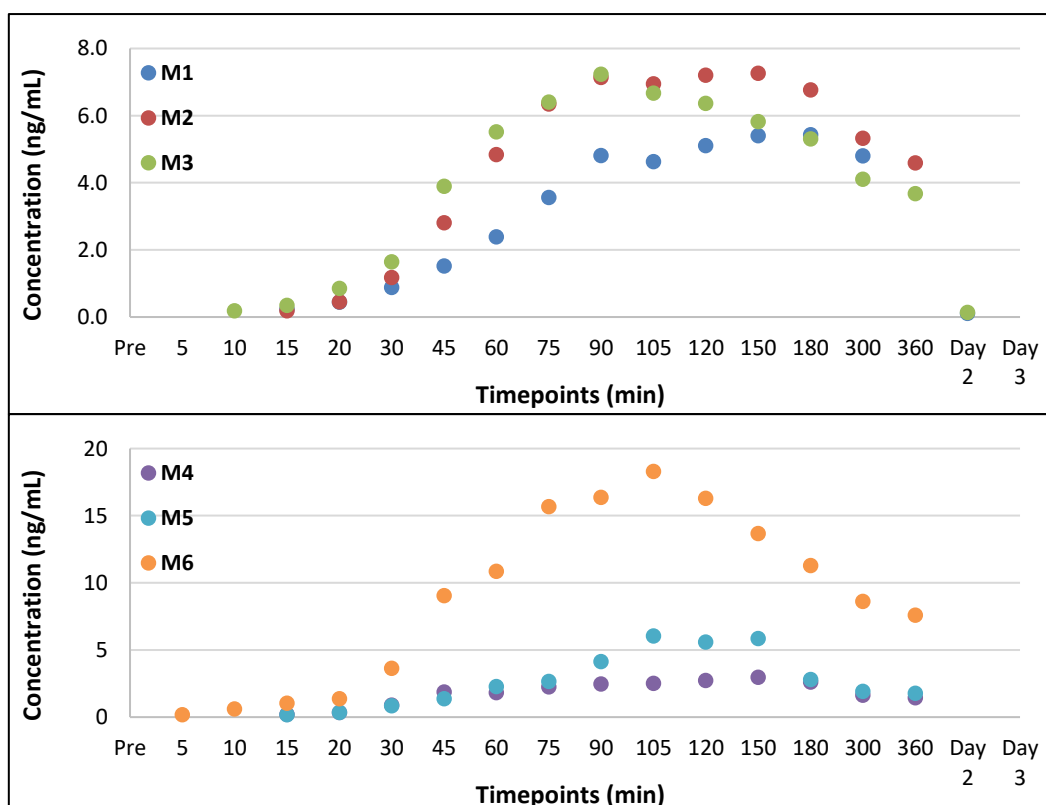 Concentration (ng/mL)
8.0
6.0
4.0
2.0
0.0
M1
M2
M3
Pre 5 10 15 20 30 45 60 75 90 105 120 150 180 300 360 Day Day
2 3
Timepoints (min)
Concentration (ng/mL)
20
15
10
5
0
M4
M5
M6
Pre 5 10 15 20 30 45 60 75 90 105 120 150 180 300 360 Day Day
2 3
Timepoints (min)